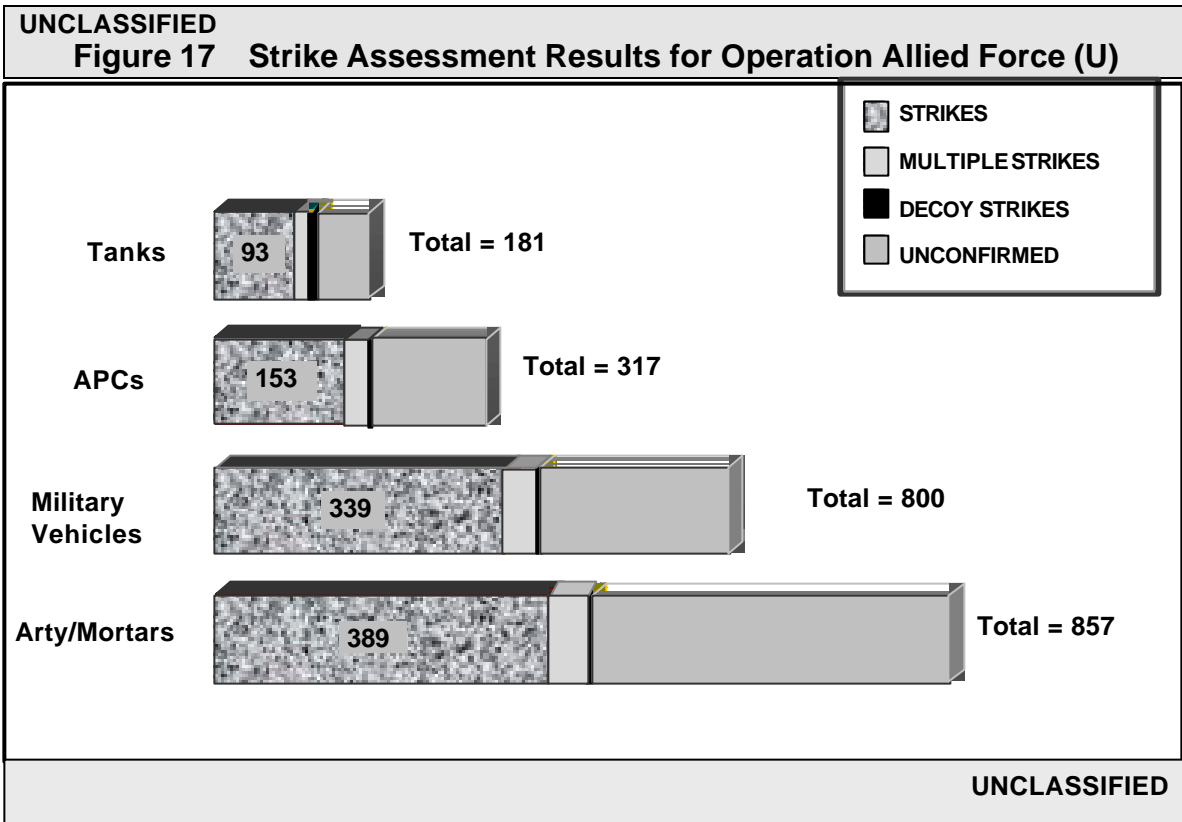 UNCLASSIFIED
Figure 17 Strike Assessment Results for Operation Allied Force (U)
STRIKES
MULTIPLE STRIKES
DECOY STRIKES
UNCONFIRMED
Tanks
93
Total = 181
APCs
153
Total = 317
Military
Vehicles
339
Total = 800
Arty/Mortars
389
Total = 857
UNCLASSIFIED